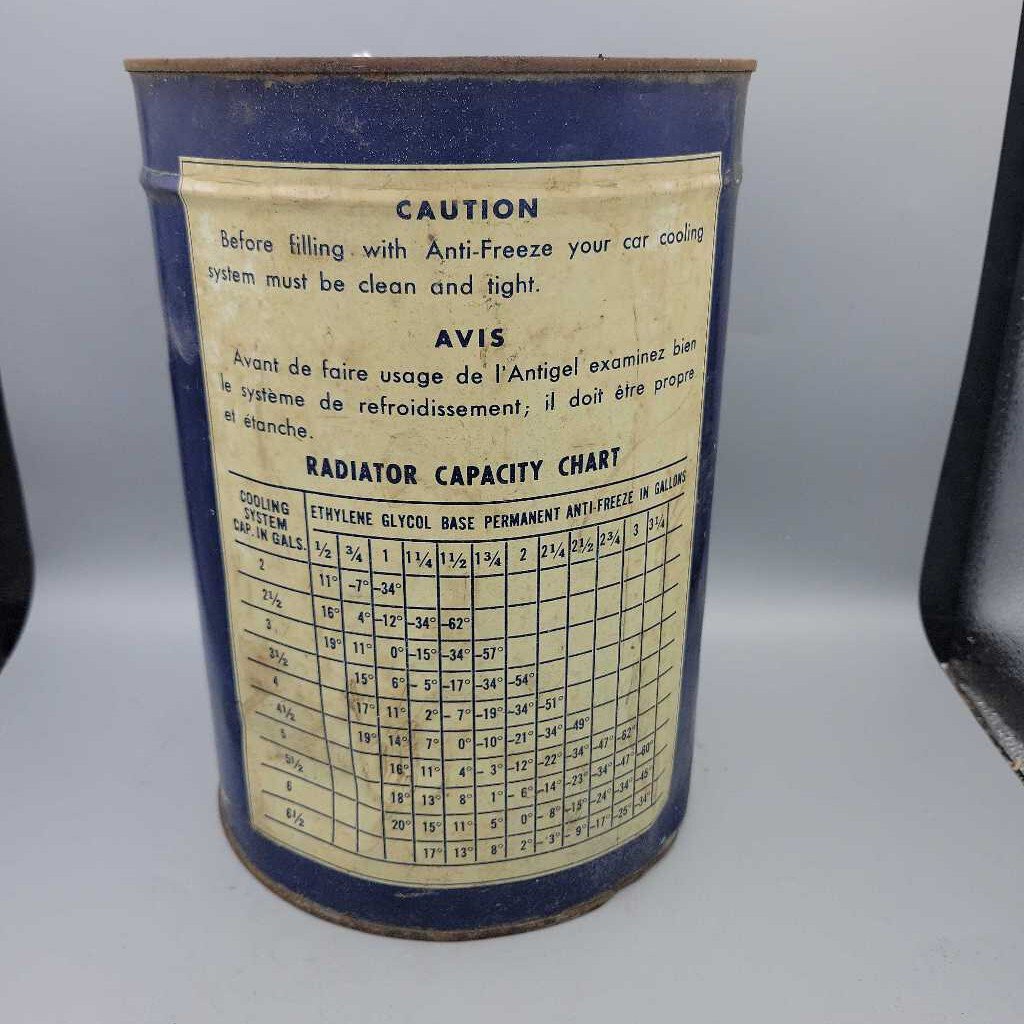 CAUTION
Before filling with Anti-Freeze your car cooling
system must be clean and tight.
AVIS
Avant de faire usage de l'Antigel examinez bien
le système de refroidissement; il doit être propre
et étanche.
RADIATOR CAPACITY CHART
COOLING
SYSTEM
CAP. IN GALS.
ETHYLENE GLYCOL BASE PERMANENT ANTI-FREEZE IN GALLONS
½ ¾ 1 1¼ 1½ 1¾ 2 2¼ 2½ 2¾ 3 3¼
2 11° –7° –34°
2½ 16° 4° –12° –34° –62°
3 19° 11° 0° –15° –34° –57°
3½ 15° 6° –5° –17° –34° –54°
4 17° 11° 2° –7° –19° –34° –51°
4½ 19° 14° 7° 0° –10° –21° –34° –49°
5 16° 11° 4° –3° –12° –22° –34° –47° –62°
5½ 18° 13° 8° 1° –6° –14° –23° –34° –47° –60°
6 20° 15° 11° 5° 0° –8° –15° –24° –34° –45°
6½ 17° 13° 8° 2° –3° –9° –17° –25° –34°